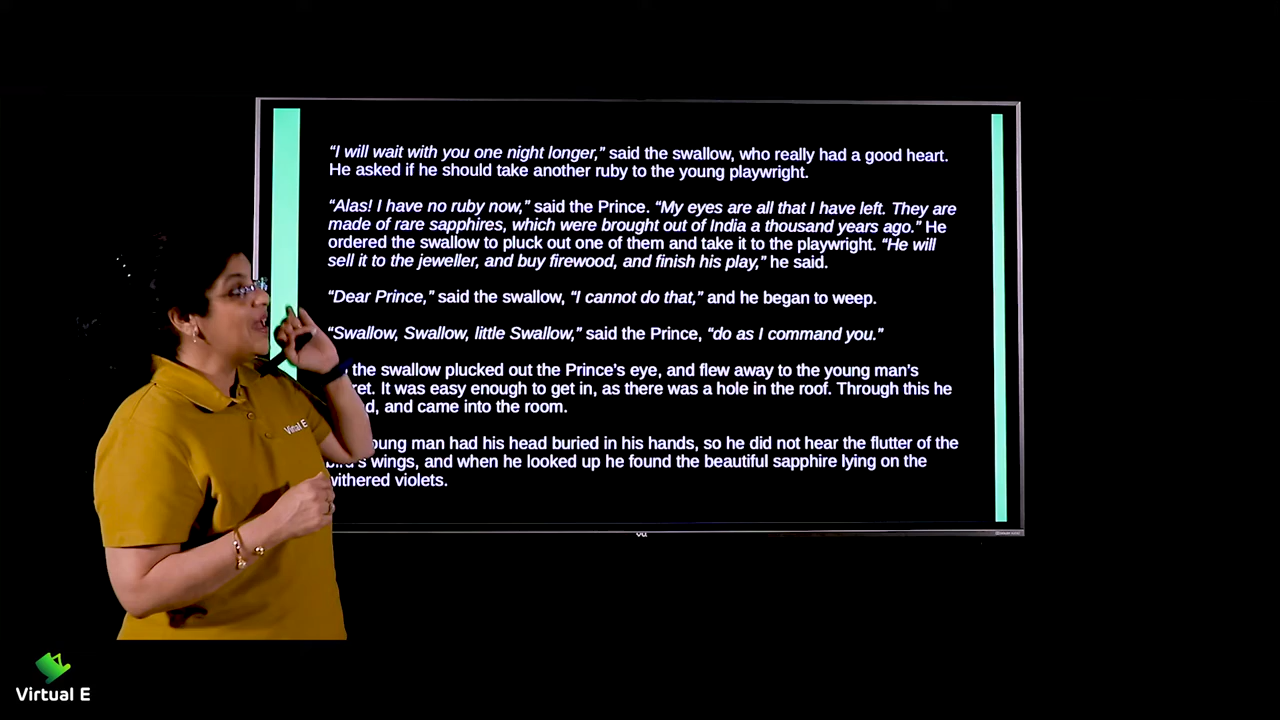 “I will wait with you one night longer,” said the swallow, who really had a good heart.
He asked if he should take another ruby to the young playwright.
“Alas! I have no ruby now,” said the Prince. “My eyes are all that I have left. They are
made of rare sapphires, which were brought out of India a thousand years ago.” He
ordered the swallow to pluck out one of them and take it to the playwright. “He will
sell it to the jeweller, and buy firewood, and finish his play,” he said.
“Dear Prince,” said the swallow, “I cannot do that,” and he began to weep.
“Swallow, Swallow, little Swallow,” said the Prince, “do as I command you.”
the swallow plucked out the Prince’s eye, and flew away to the young man’s
It was easy enough to get in, as there was a hole in the roof. Through this he
and came into the room.
young man had his head buried in his hands, so he did not hear the flutter of the
bird’s wings, and when he looked up he found the beautiful sapphire lying on the
withered violets.
Virtual E
Vu
Virtual E